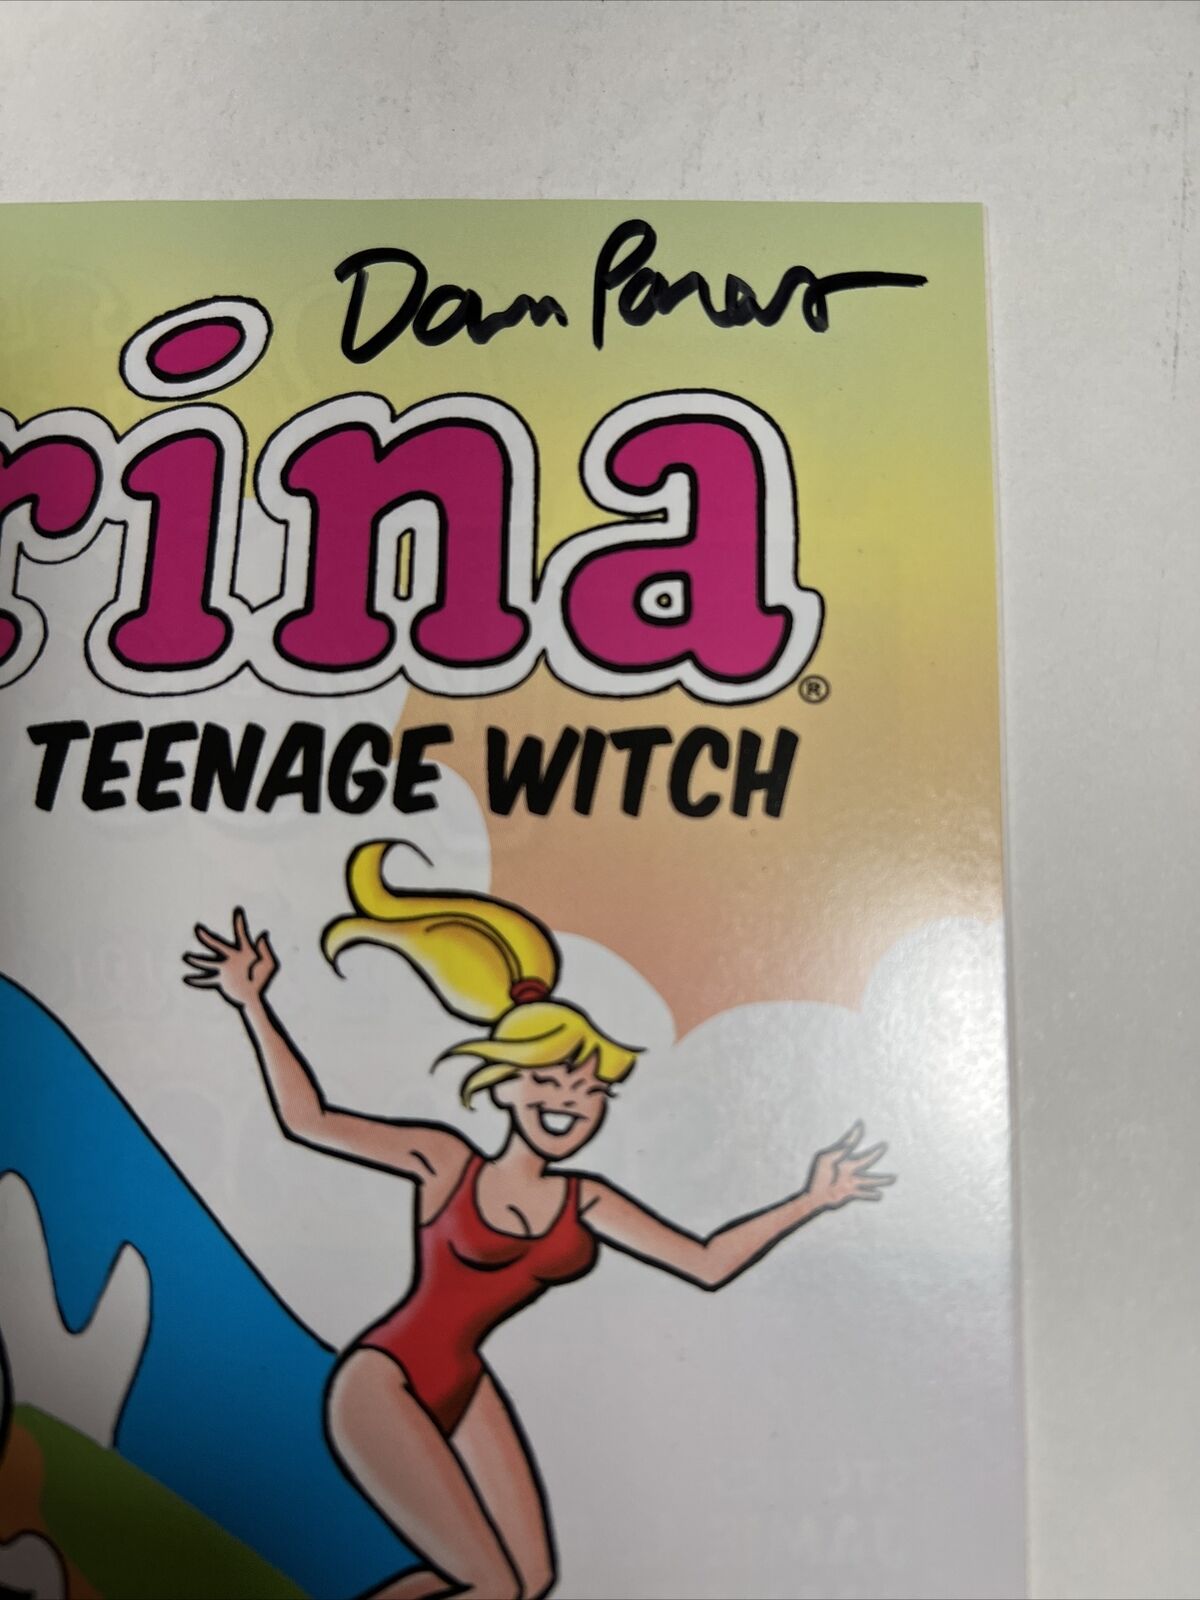 Dan Parent
rina®
TEENAGE WITCH